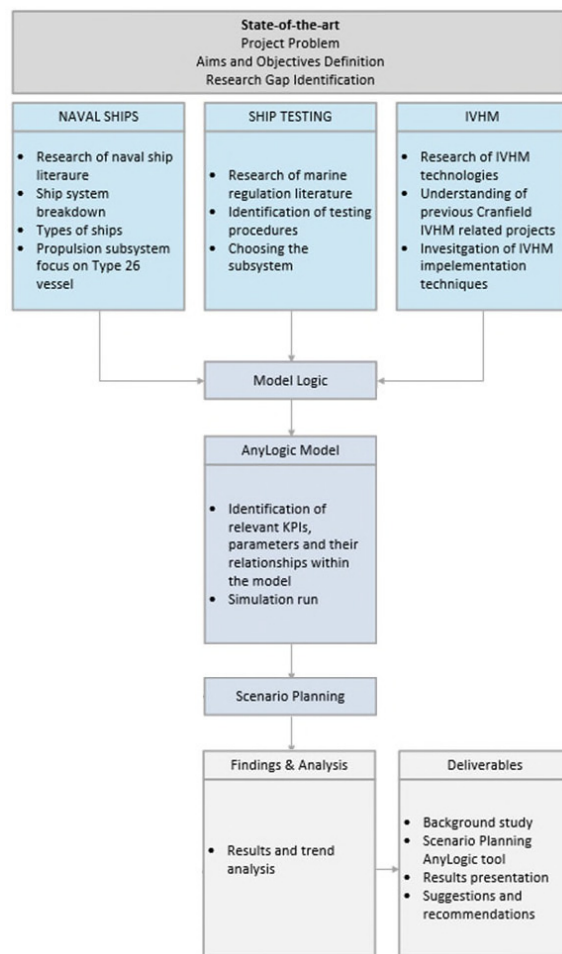 State-of-the-art
Project Problem
Aims and Objectives Definition
Research Gap Identification
NAVAL SHIPS
• Research of naval ship
literaure
• Ship system
breakdown
• Types of ships
• Propulsion subsystem
focus on Type 26
vessel
SHIP TESTING
• Research of marine
regulation literature
• Identification of testing
procedures
• Choosing the
subsystem
IVHM
• Research of IVHM
technologies
• Understanding of
previous Cranfield
IVHM related projects
• Invesitgation of IVHM
impelementation
techniques
Model Logic
AnyLogic Model
• Identification of
relevant KPIs,
parameters and their
relationships within
the model
• Simulation run
Scenario Planning
Findings & Analysis
• Results and trend
analysis
Deliverables
• Background study
• Scenario Planning
AnyLogic tool
• Results presentation
• Suggestions and
recommendations